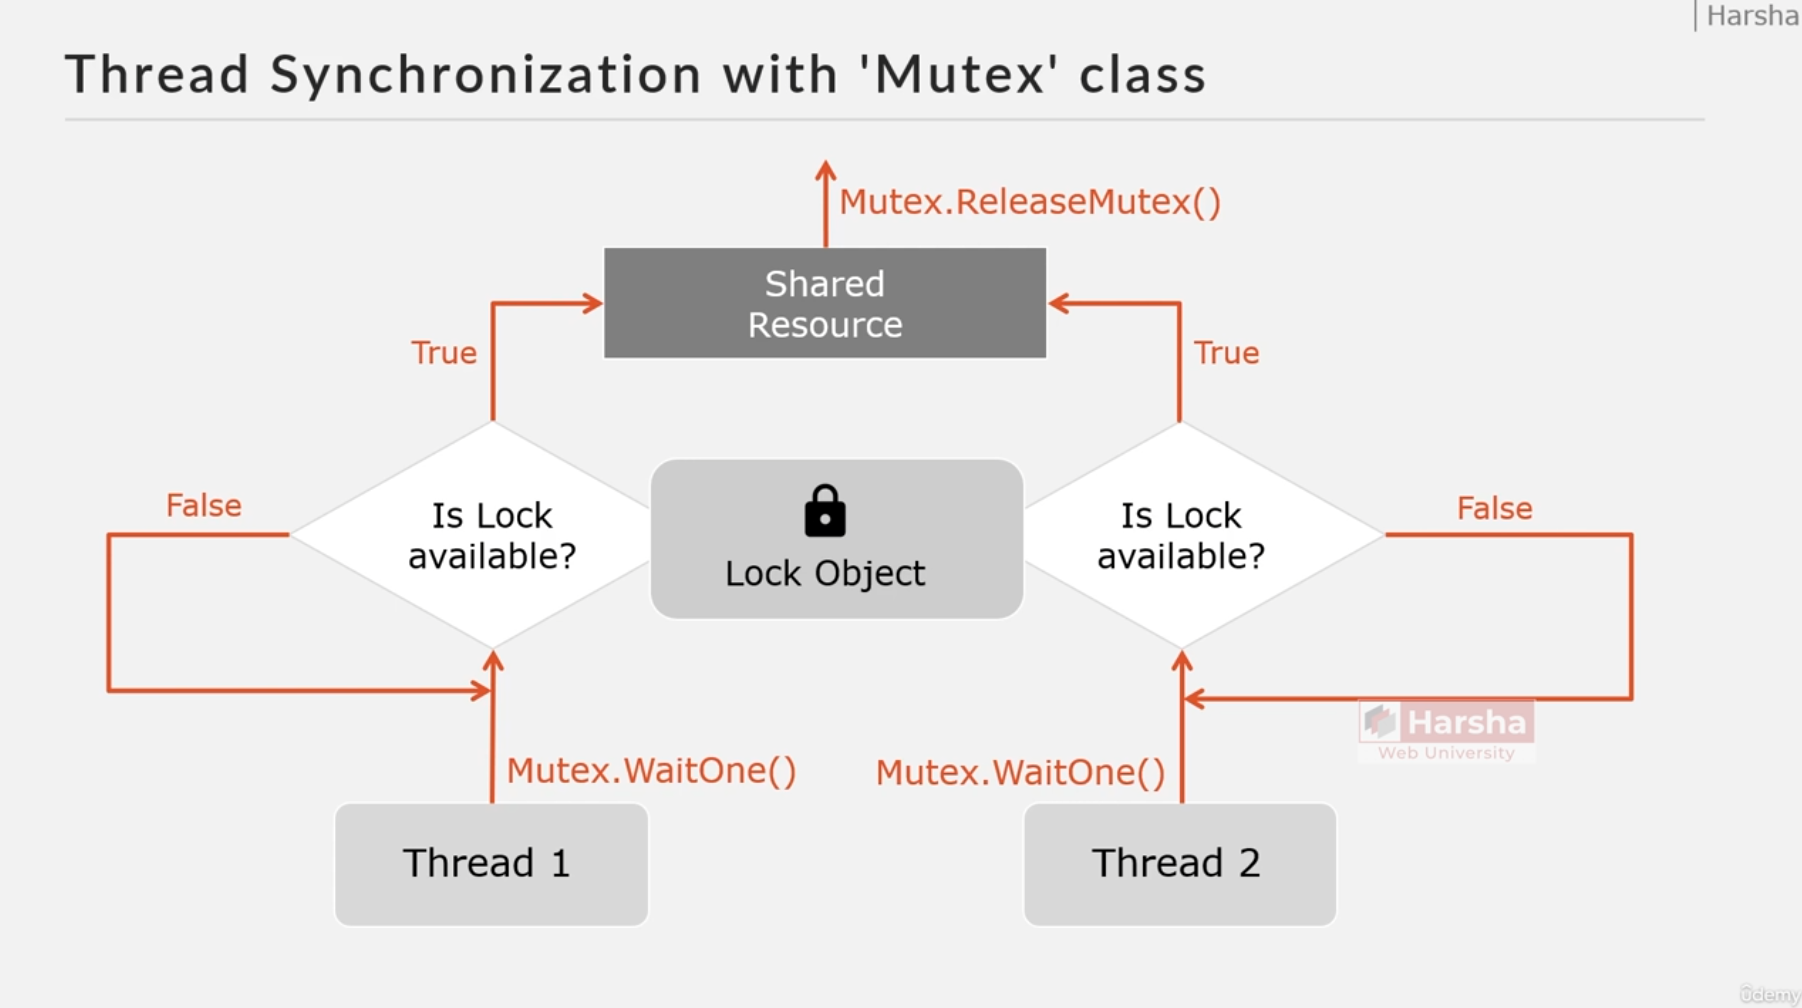 Harsha
Thread Synchronization with 'Mutex' class
Mutex.ReleaseMutex()
Shared
Resource
True
True
False
Is Lock
available?
Lock Object
Is Lock
available?
False
Mutex.WaitOne()
Mutex.WaitOne()
Harsha
Web University
Thread 1
Thread 2
ûdemy